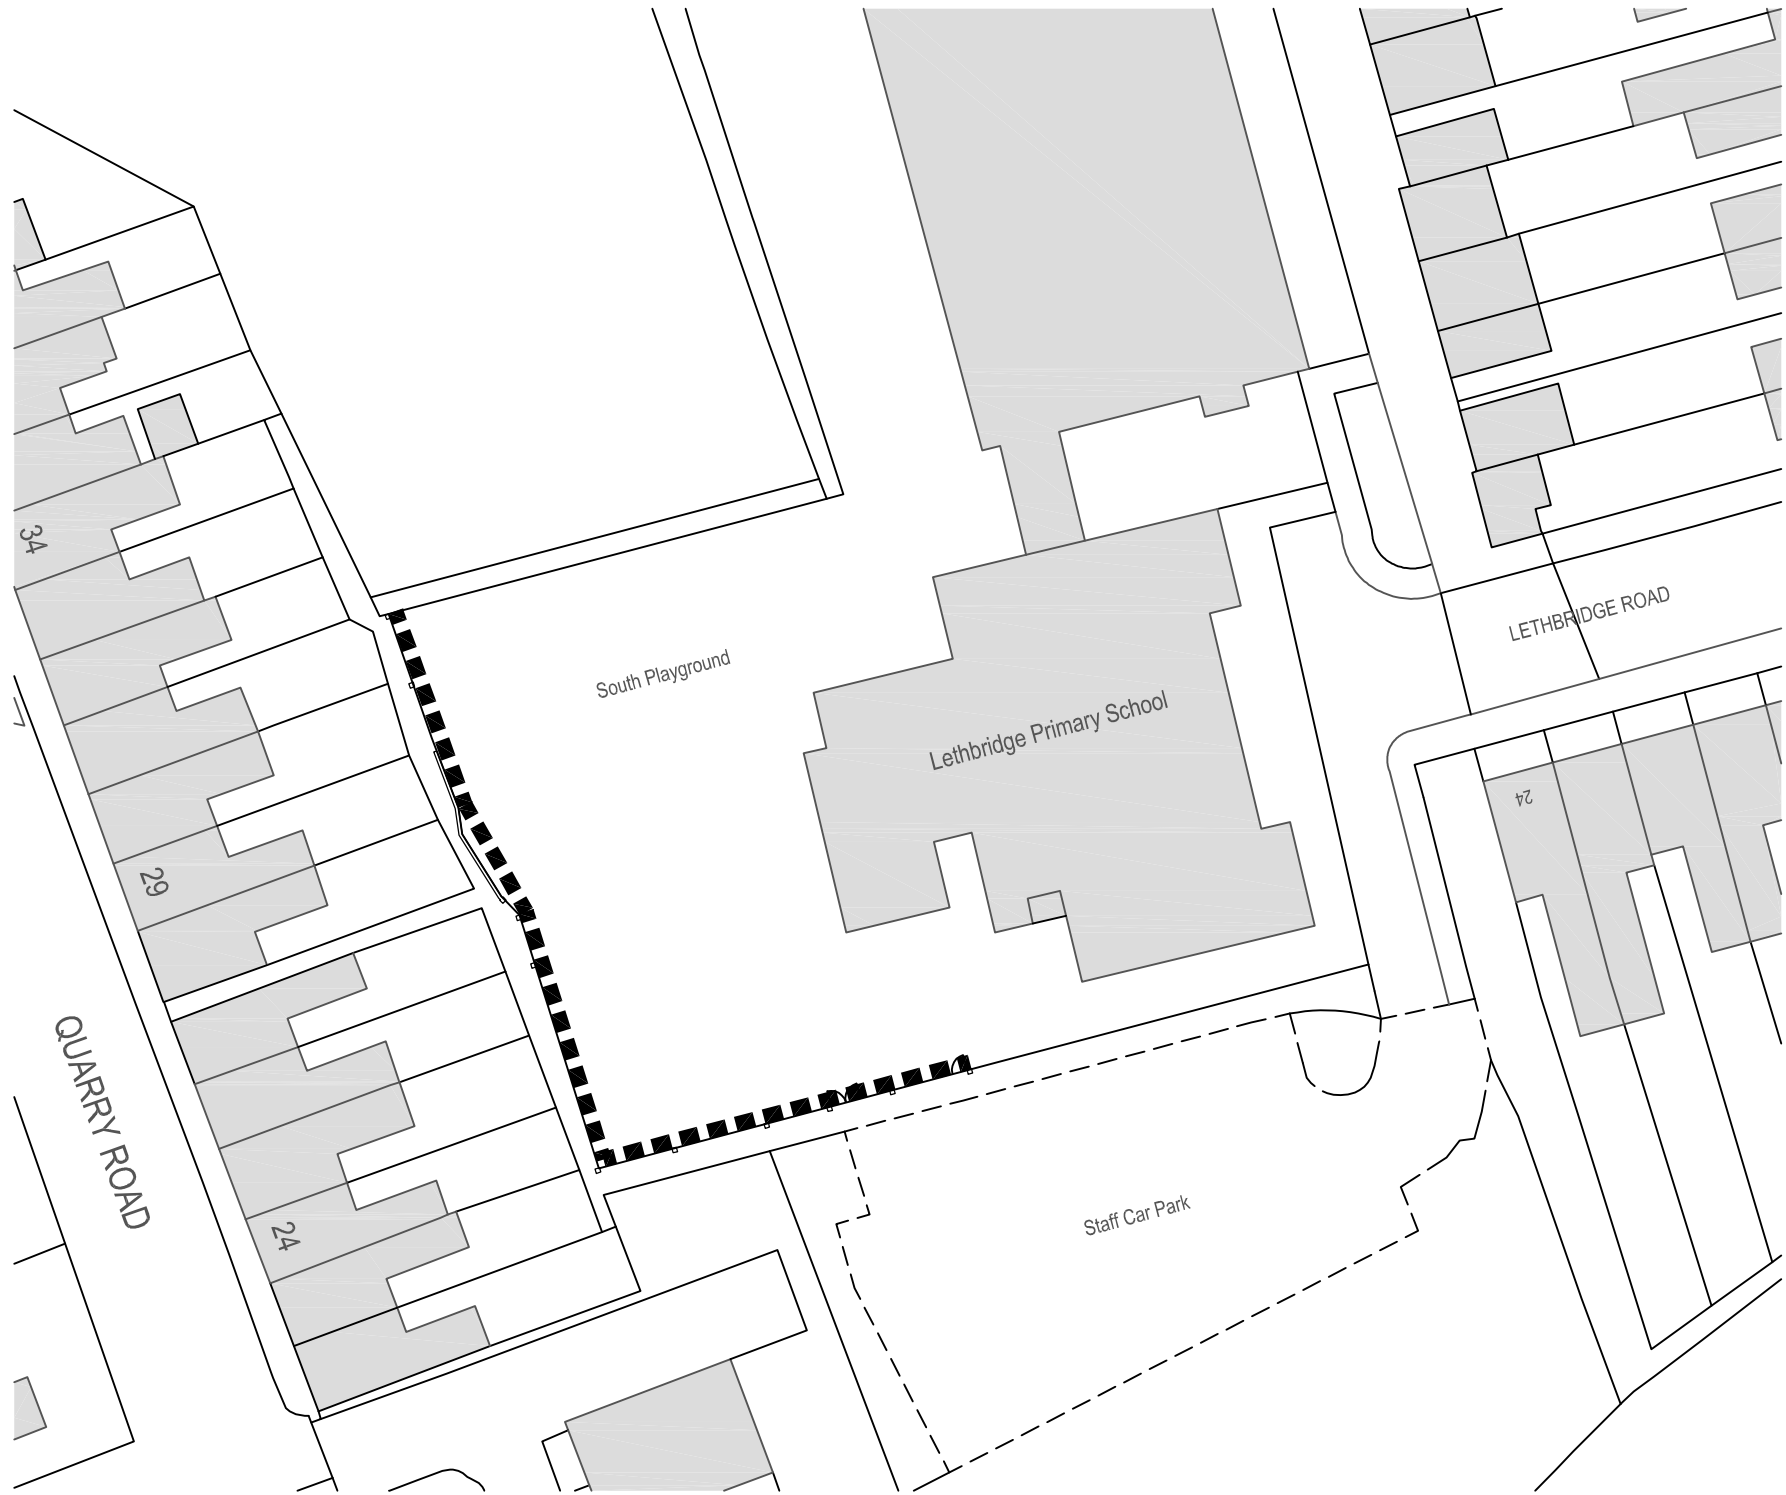 34
LETHBRIDGE ROAD
South Playground
Lethbridge Primary School
24
29
QUARRY ROAD
Staff Car Park
24